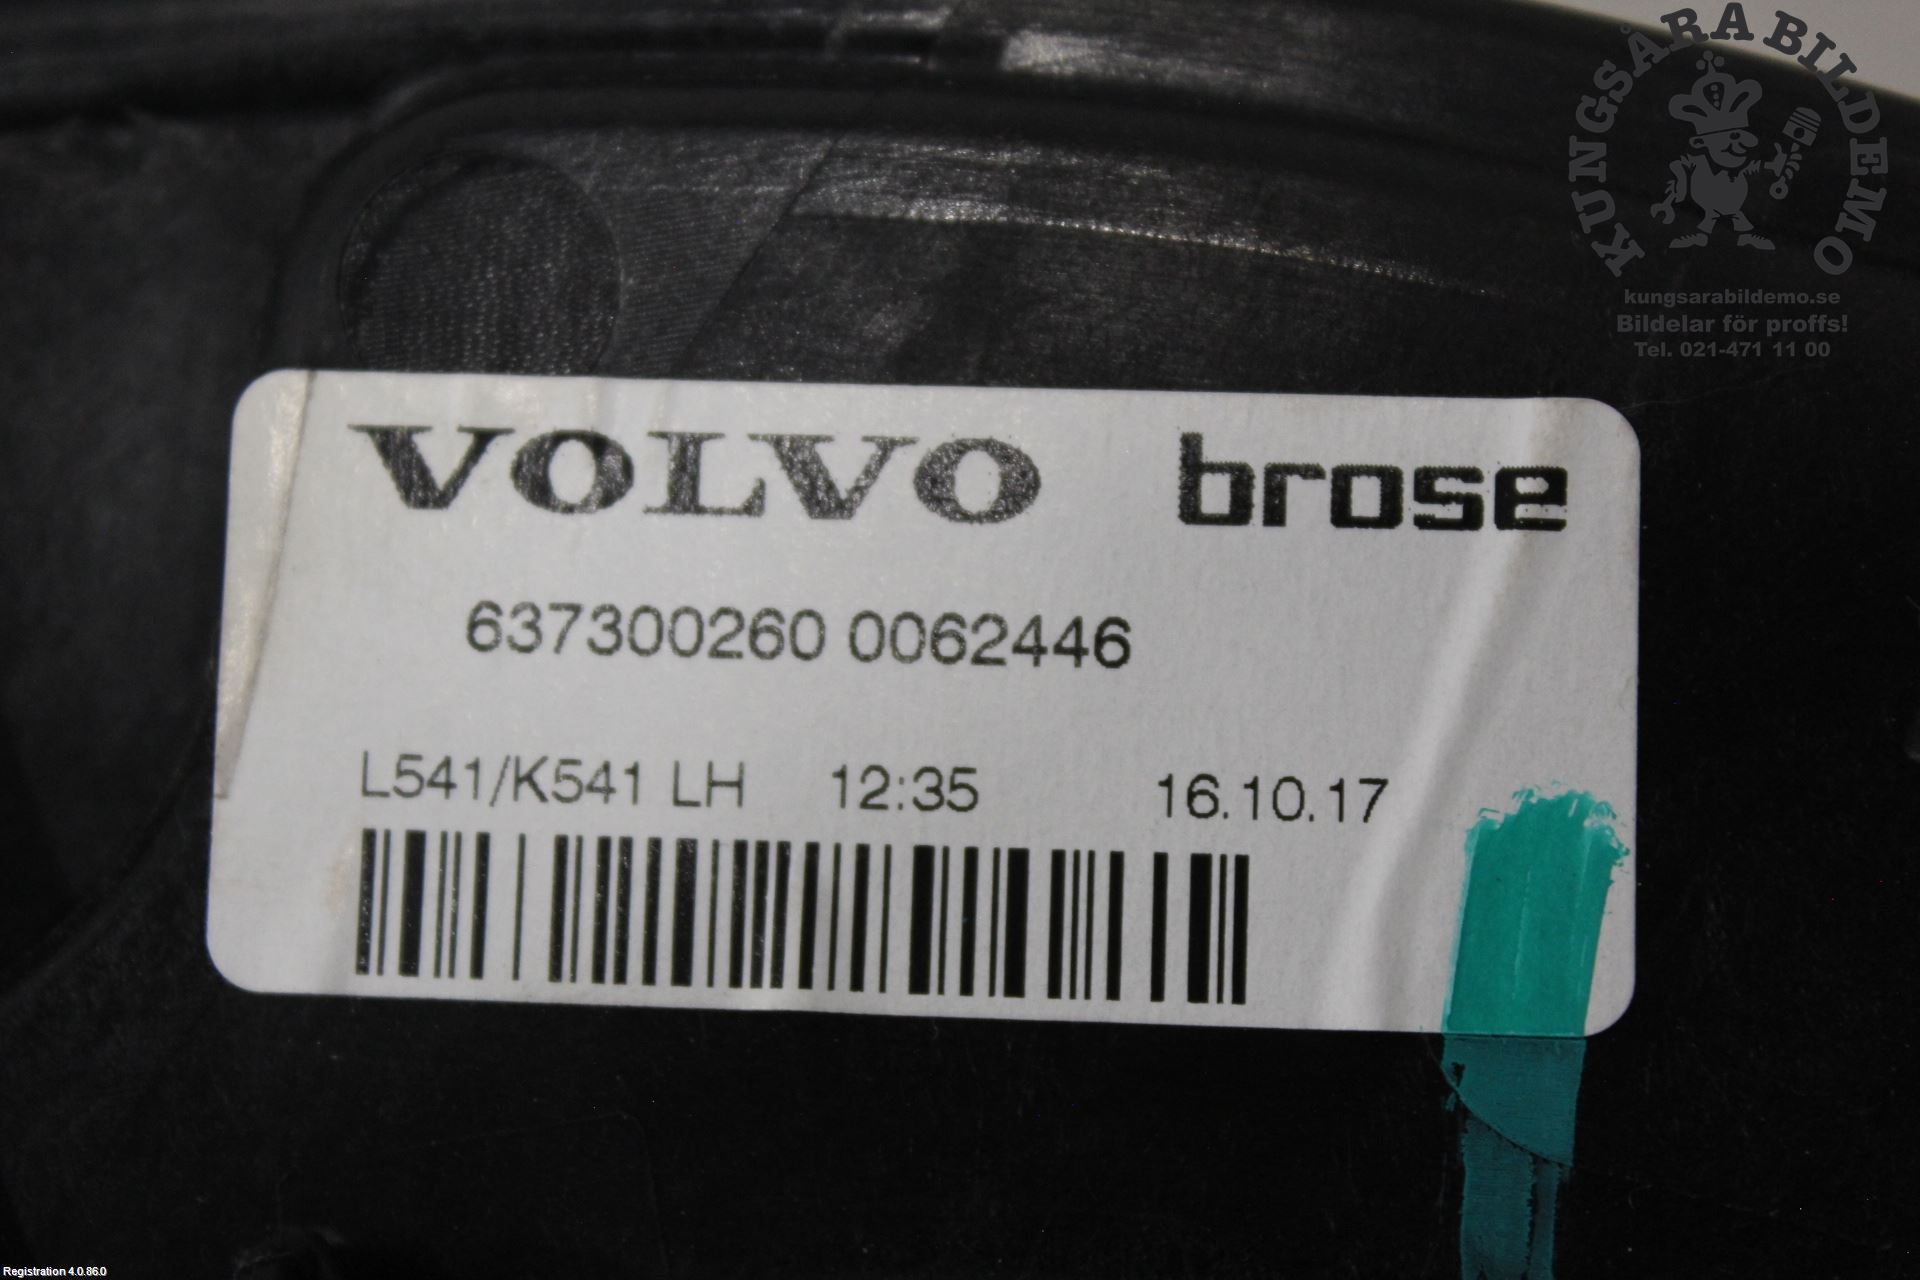 KUNGSÅRA BILDEMO
kungsarabildemo.se
Bildelar för proffs!
Tel. 021-471 11 00
VOLVO brose
637300260 0062446
L541/K541 LH 12:35 16.10.17
Registration 4.0.86.0